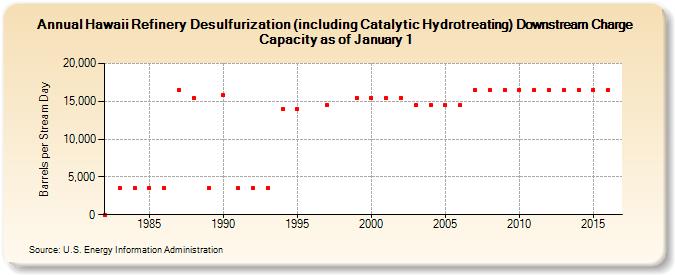 Annual Hawaii Refinery Desulfurization (including Catalytic Hydrotreating) Downstream Charge
Capacity as of January 1
Barrels per Stream Day
20,000
15,000
10,000
5,000
0
1985 1990 1995 2000 2005 2010 2015
Source: U.S. Energy Information Administration